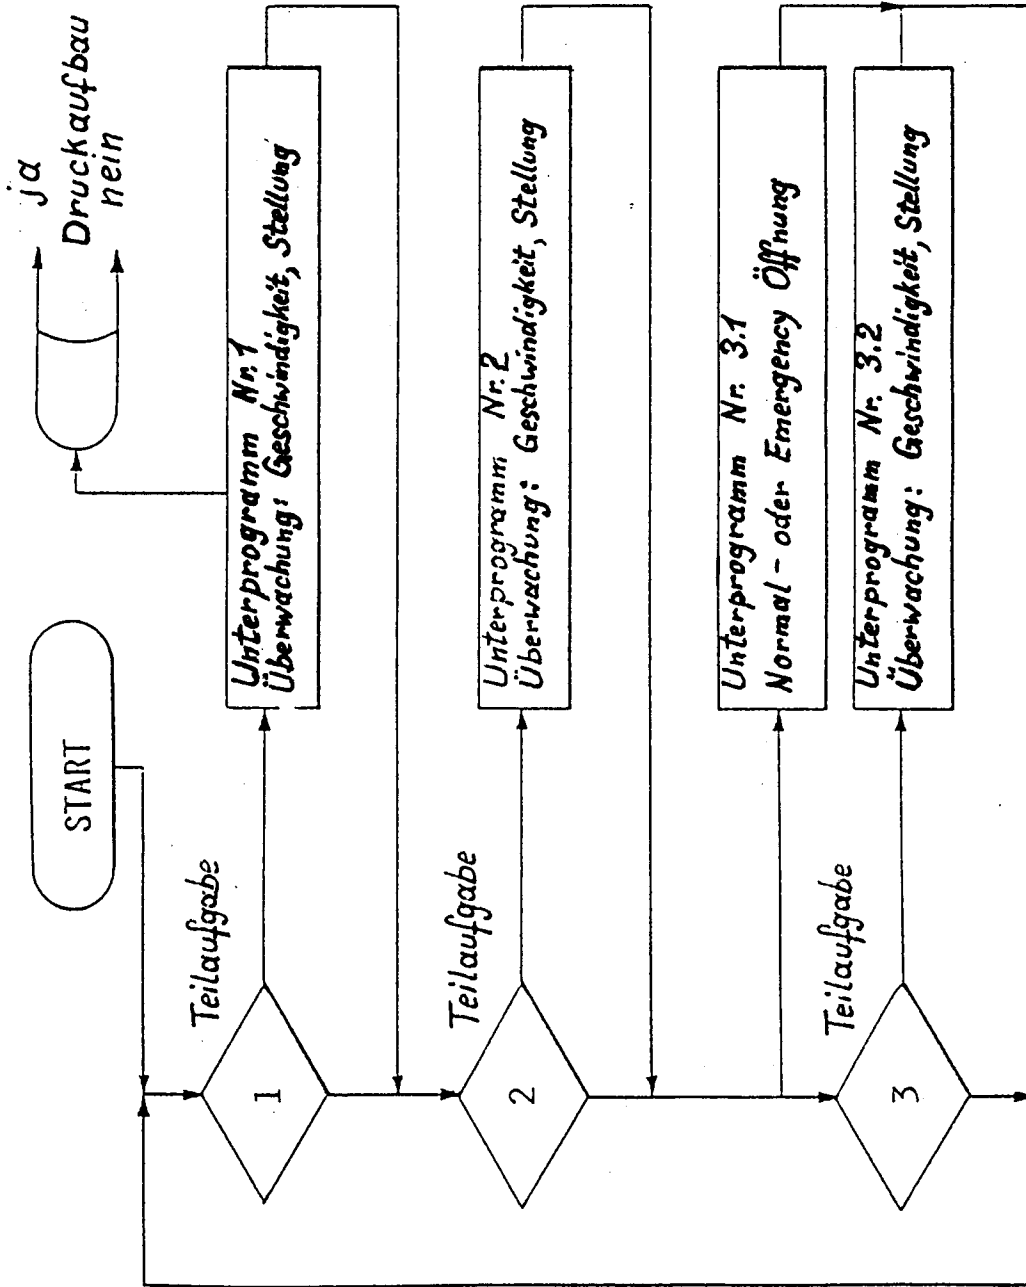 START
ja
Druckaufbau
nein
Teilaufgabe
1
Unterprogramm Nr. 1
Überwachung: Geschwindigkeit, Stellung
Teilaufgabe
2
Unterprogramm Nr. 2
Überwachung: Geschwindigkeit, Stellung
Unterprogramm Nr. 3.1
Normal- oder Emergency Öffnung
Teilaufgabe
3
Unterprogramm Nr. 3.2
Überwachung: Geschwindigkeit, Stellung